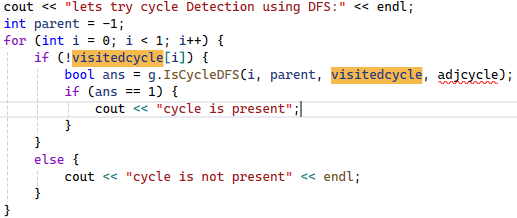 cout << "lets try cycle Detection using DFS:" << endl;
int parent = -1;
for (int i = 0; i < 1; i++) {
    if (!visitedcycle[i]) {
        bool ans = g.IsCycleDFS(i, parent, visitedcycle, adjcycle);
        if (ans == 1) {
            cout << "cycle is present";
        }
    }
    else {
        cout << "cycle is not present" << endl;
    }
}